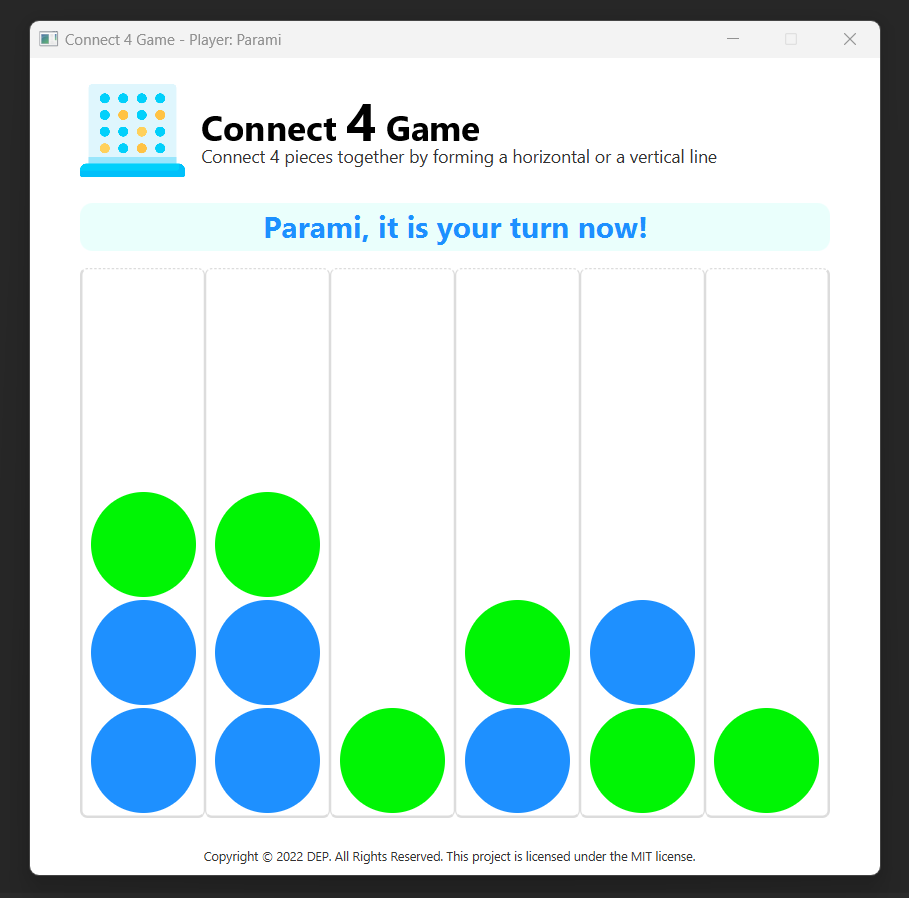 Connect 4 Game - Player: Parami
Connect 4 Game
Connect 4 pieces together by forming a horizontal or a vertical line
Parami, it is your turn now!
Copyright © 2022 DEP. All Rights Reserved. This project is licensed under the MIT license.